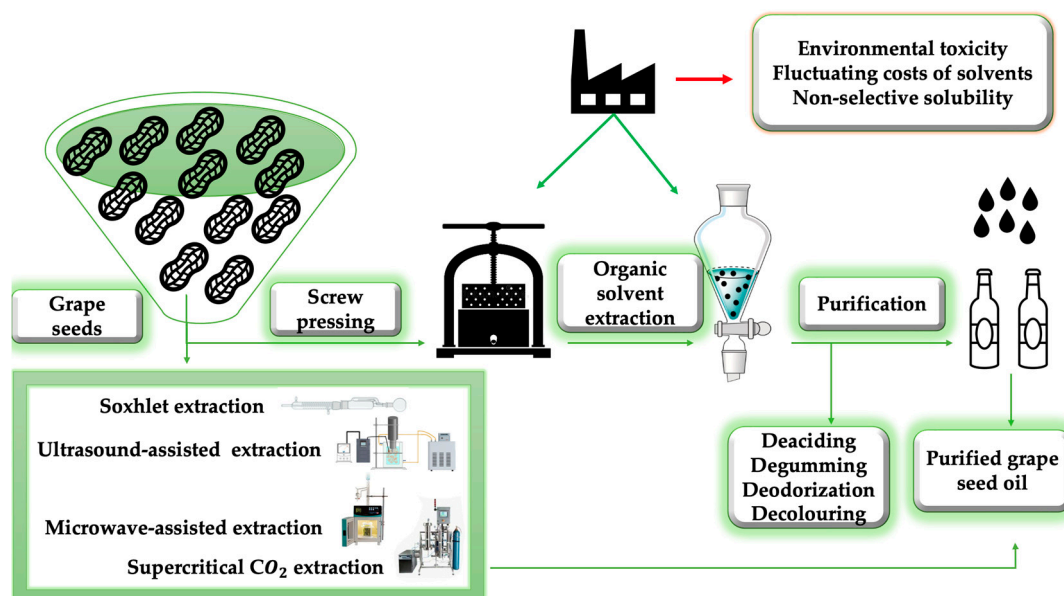 Environmental toxicity
Fluctuating costs of solvents
Non-selective solubility
Grape
seeds
Screw
pressing
Organic
solvent
extraction
Purification
Soxhlet extraction
Ultrasound-assisted extraction
Microwave-assisted extraction
Supercritical CO₂ extraction
Deaciding
Degumming
Deodorization
Decolouring
Purified grape
seed oil